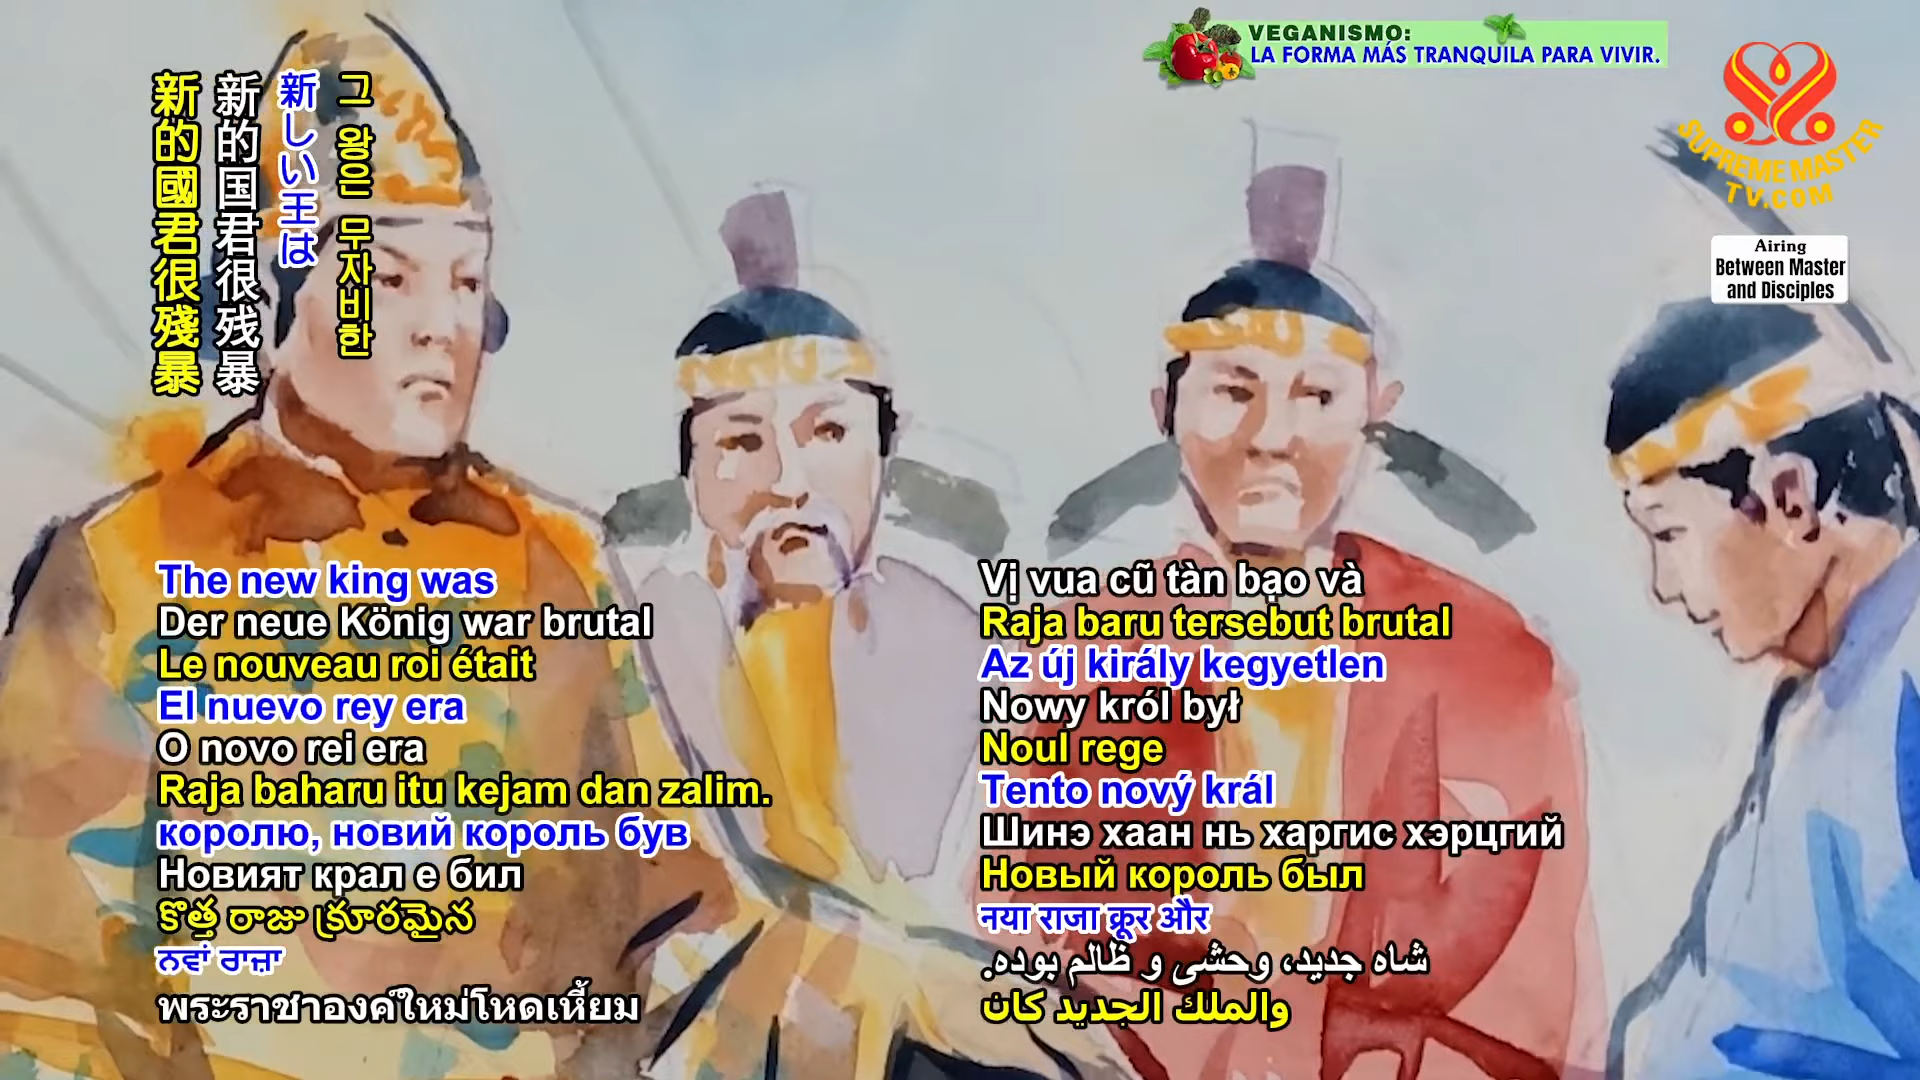 VEGANISMO:
LA FORMA MÁS TRANQUILA PARA VIVIR.
SUPREME MASTER
TV.COM
Airing
Between Master
and Disciples
그 왕은 무자비한
新しい王は
新的国君很残暴
新的國君很殘暴
The new king was
Der neue König war brutal
Le nouveau roi était
El nuevo rey era
O novo rei era
Raja baharu itu kejam dan zalim.
королю, новий король був
Новият крал е бил
కొత్త రాజు క్రూరమైన
ਨਵਾਂ ਰਾਜ਼ਾ
พระราชาองค์ใหม่โหดเหี้ยม
Vị vua cũ tàn bạo và
Raja baru tersebut brutal
Az új király kegyetlen
Nowy król był
Noul rege
Tento nový král
Шинэ хаан нь харгис хэрцгий
Новый король был
नया राजा क्रूर और
شاه جدید، وحشی و ظالم بوده.
والملك الجديد كان